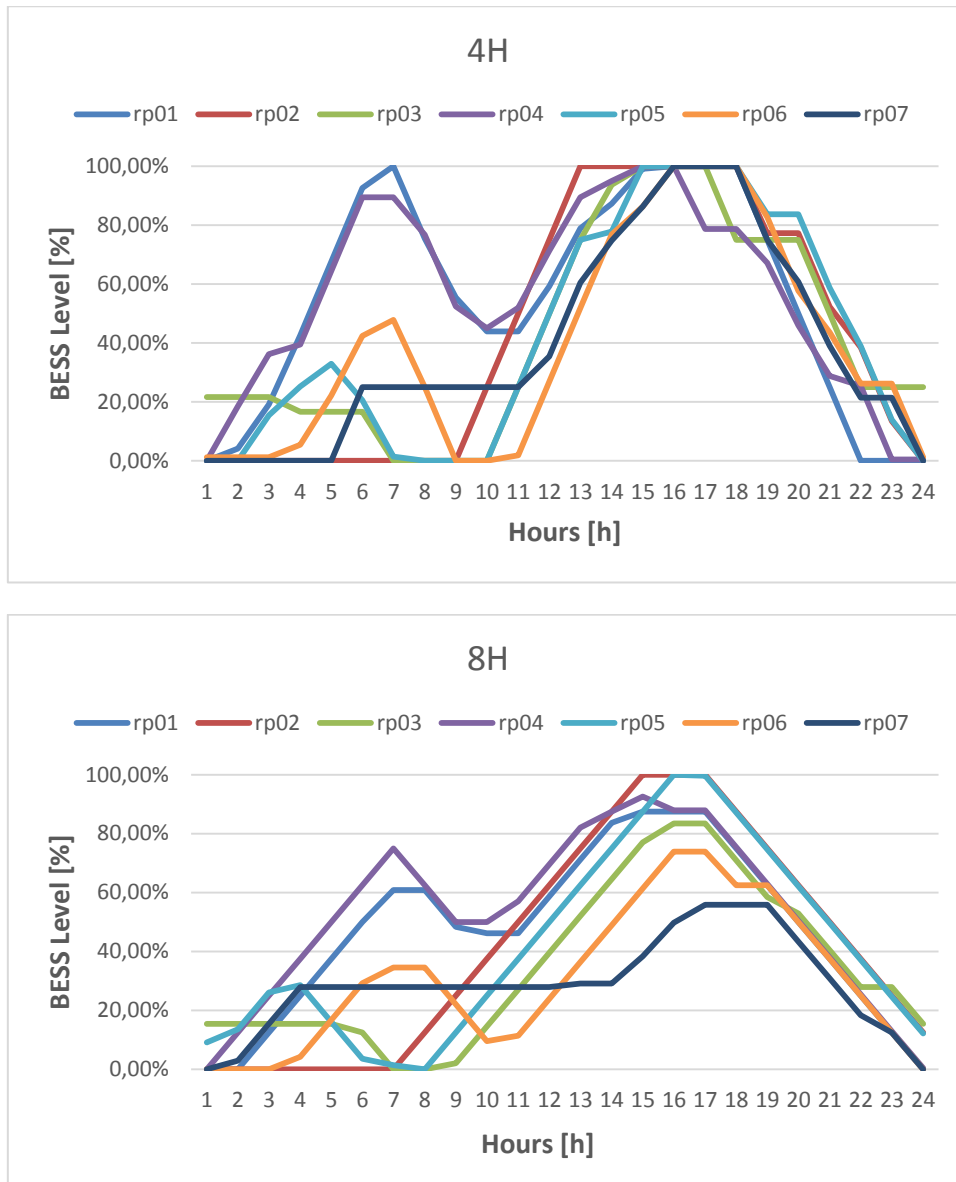 4H
rp01 rp02 rp03 rp04 rp05 rp06 rp07
100,00%
80,00%
60,00%
40,00%
20,00%
0,00%
BESS Level [%]
1 2 3 4 5 6 7 8 9 10 11 12 13 14 15 16 17 18 19 20 21 22 23 24
Hours [h]
8H
rp01 rp02 rp03 rp04 rp05 rp06 rp07
100,00%
80,00%
60,00%
40,00%
20,00%
0,00%
BESS Level [%]
1 2 3 4 5 6 7 8 9 10 11 12 13 14 15 16 17 18 19 20 21 22 23 24
Hours [h]